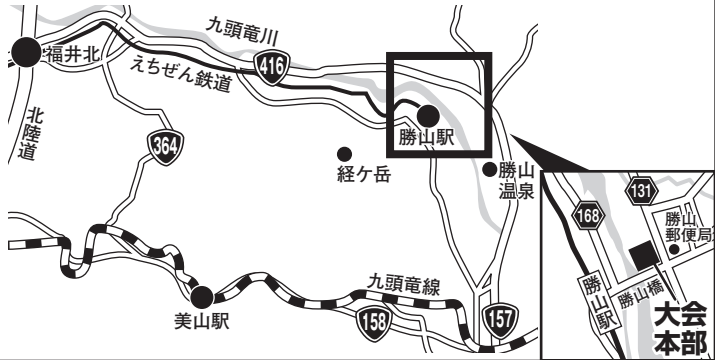 九頭竜川
福井北
416
えちぜん鉄道
北陸道
364
勝山駅
経ケ岳
勝山
温泉
131
168
勝山
郵便局
勝山橋
勝山駅
大会
本部
九頭竜線
美山駅
158
157